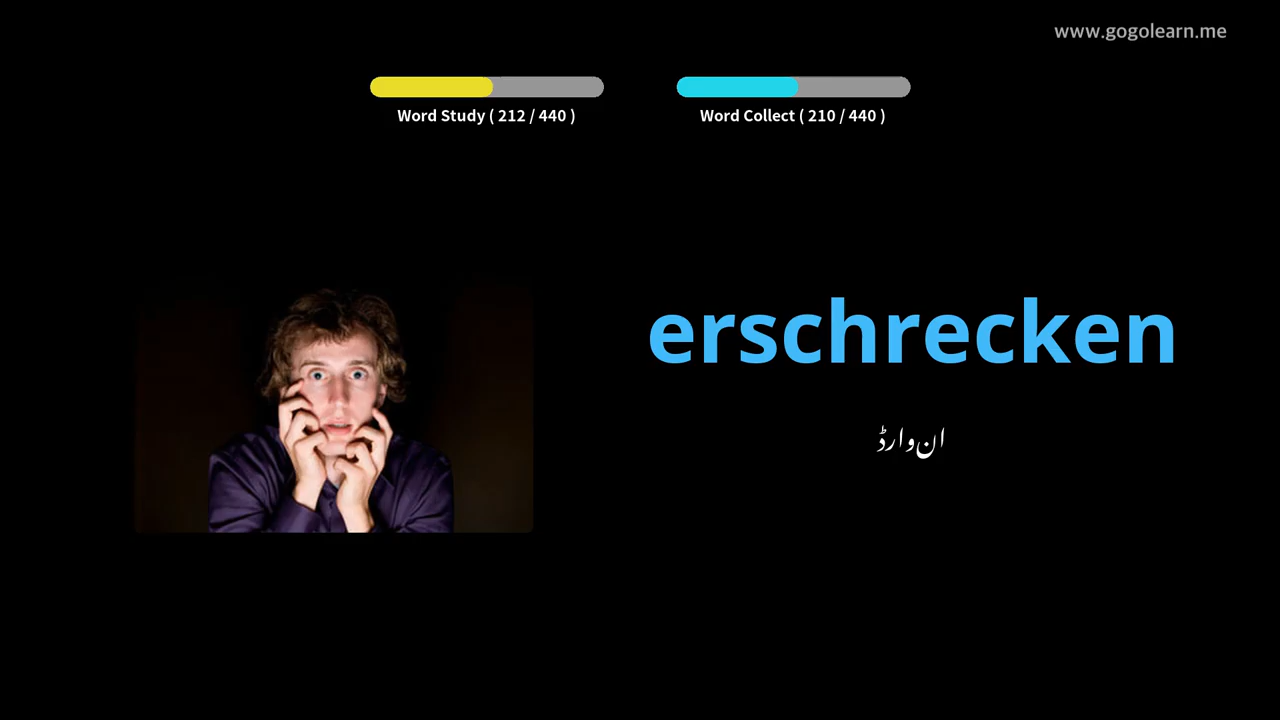 www.gogolearn.me
Word Study ( 212 / 440 )
Word Collect ( 210 / 440 )
erschrecken
ان‌وارڈ